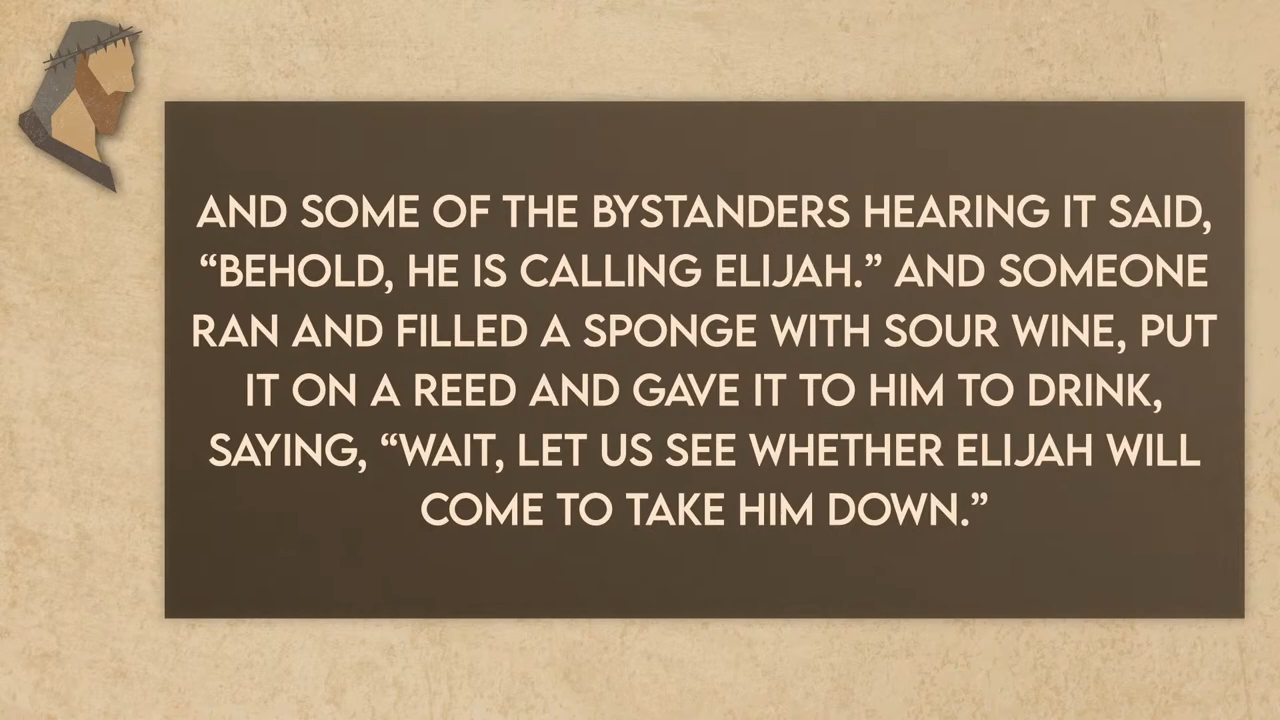 AND SOME OF THE BYSTANDERS HEARING IT SAID,
“BEHOLD, HE IS CALLING ELIJAH.” AND SOMEONE
RAN AND FILLED A SPONGE WITH SOUR WINE, PUT
IT ON A REED AND GAVE IT TO HIM TO DRINK,
SAYING, “WAIT, LET US SEE WHETHER ELIJAH WILL
COME TO TAKE HIM DOWN.”